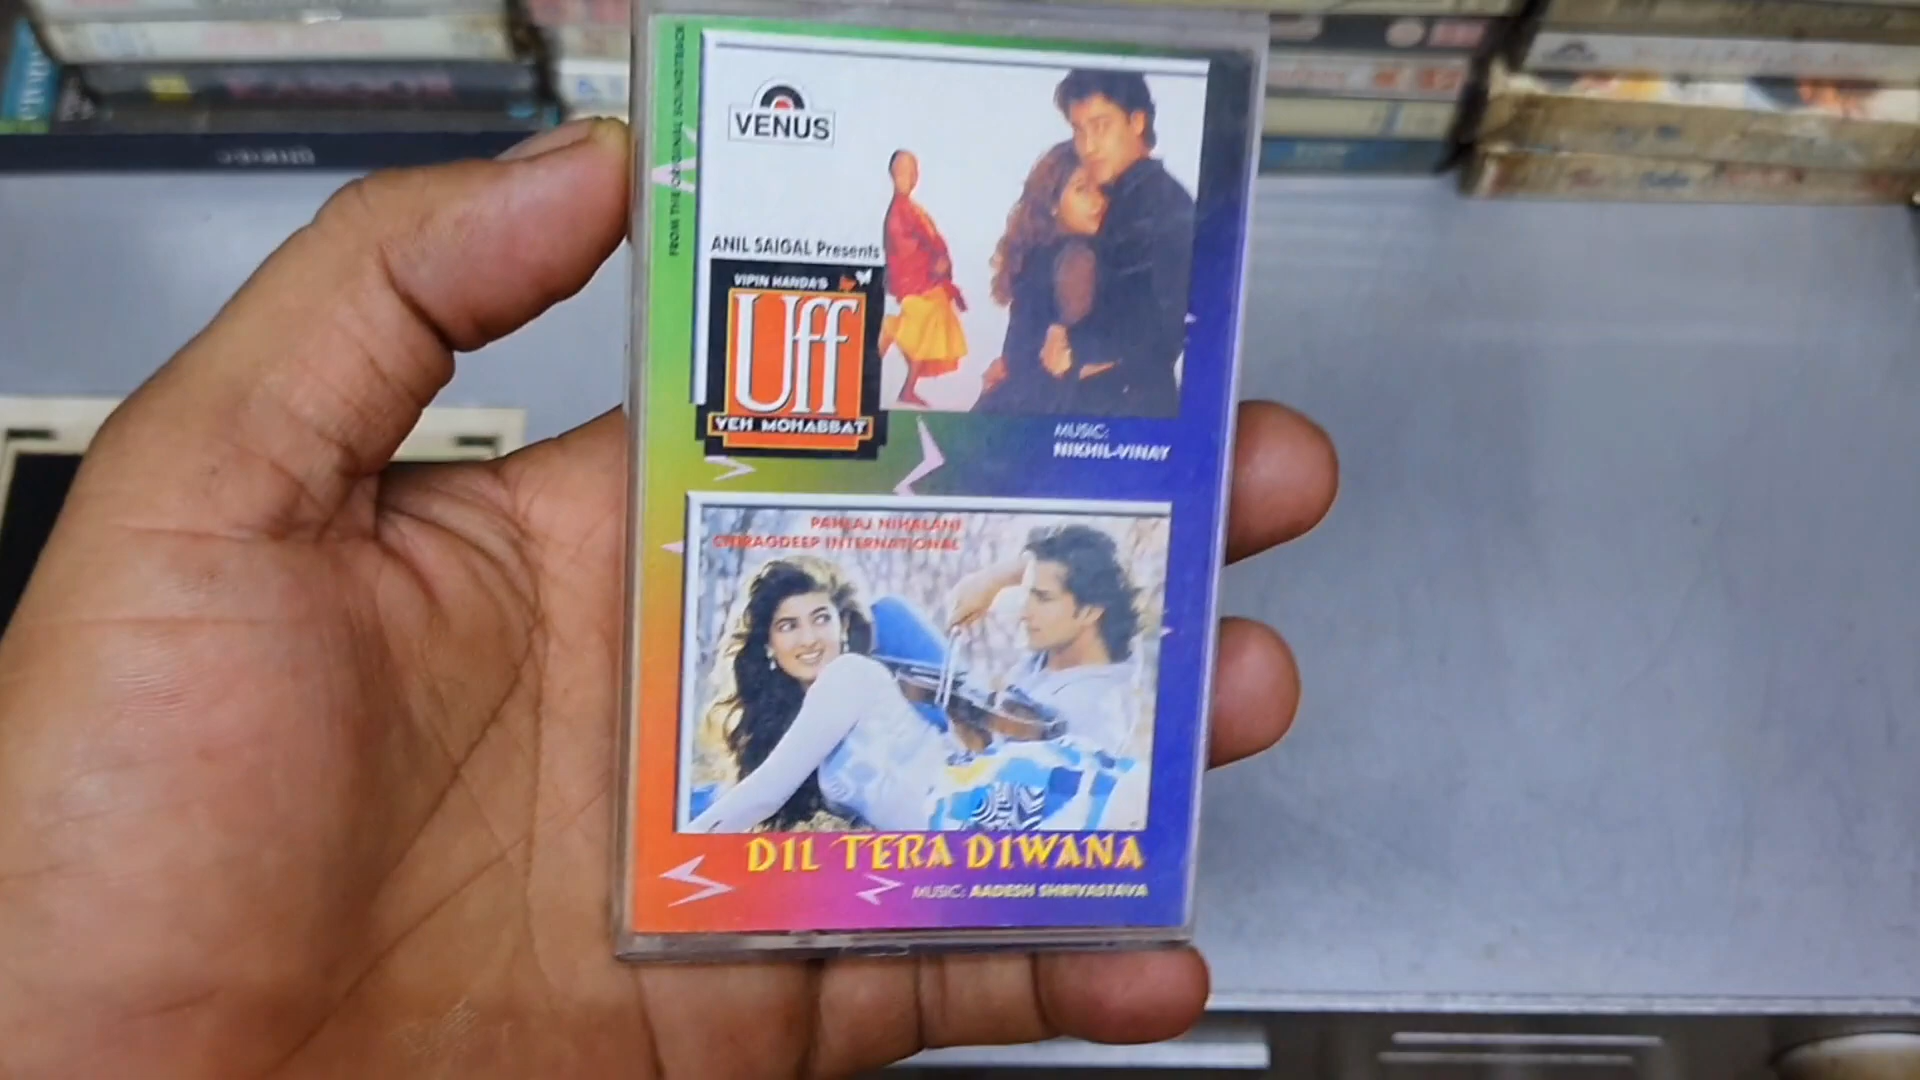 FROM THE ORIGINAL SOUNDTRACK
VENUS
ANIL SAIGAL Presents
VIPIN HANDA'S
Uff
YEH MOHABBAT
MUSIC:
NIKHIL-VINAY
PAHLAJ NIHALANI
CHIRAGDEEP INTERNATIONAL
DIL TERA DIWANA
MUSIC: AADESH SHRIVASTAVA